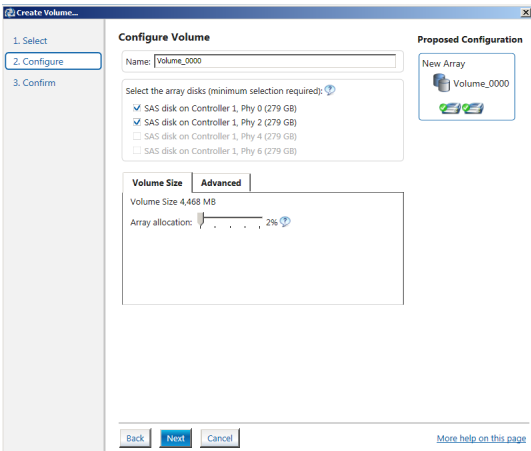 Create Volume...
1. Select
2. Configure
3. Confirm
Configure Volume
Name: Volume_0000
Select the array disks (minimum selection required):
SAS disk on Controller 1, Phy 0 (279 GB)
SAS disk on Controller 1, Phy 2 (279 GB)
SAS disk on Controller 1, Phy 4 (279 GB)
SAS disk on Controller 1, Phy 6 (279 GB)
Volume Size Advanced
Volume Size 4,468 MB
Array allocation: 2%
Proposed Configuration
New Array
Volume_0000
Back Next Cancel
More help on this page